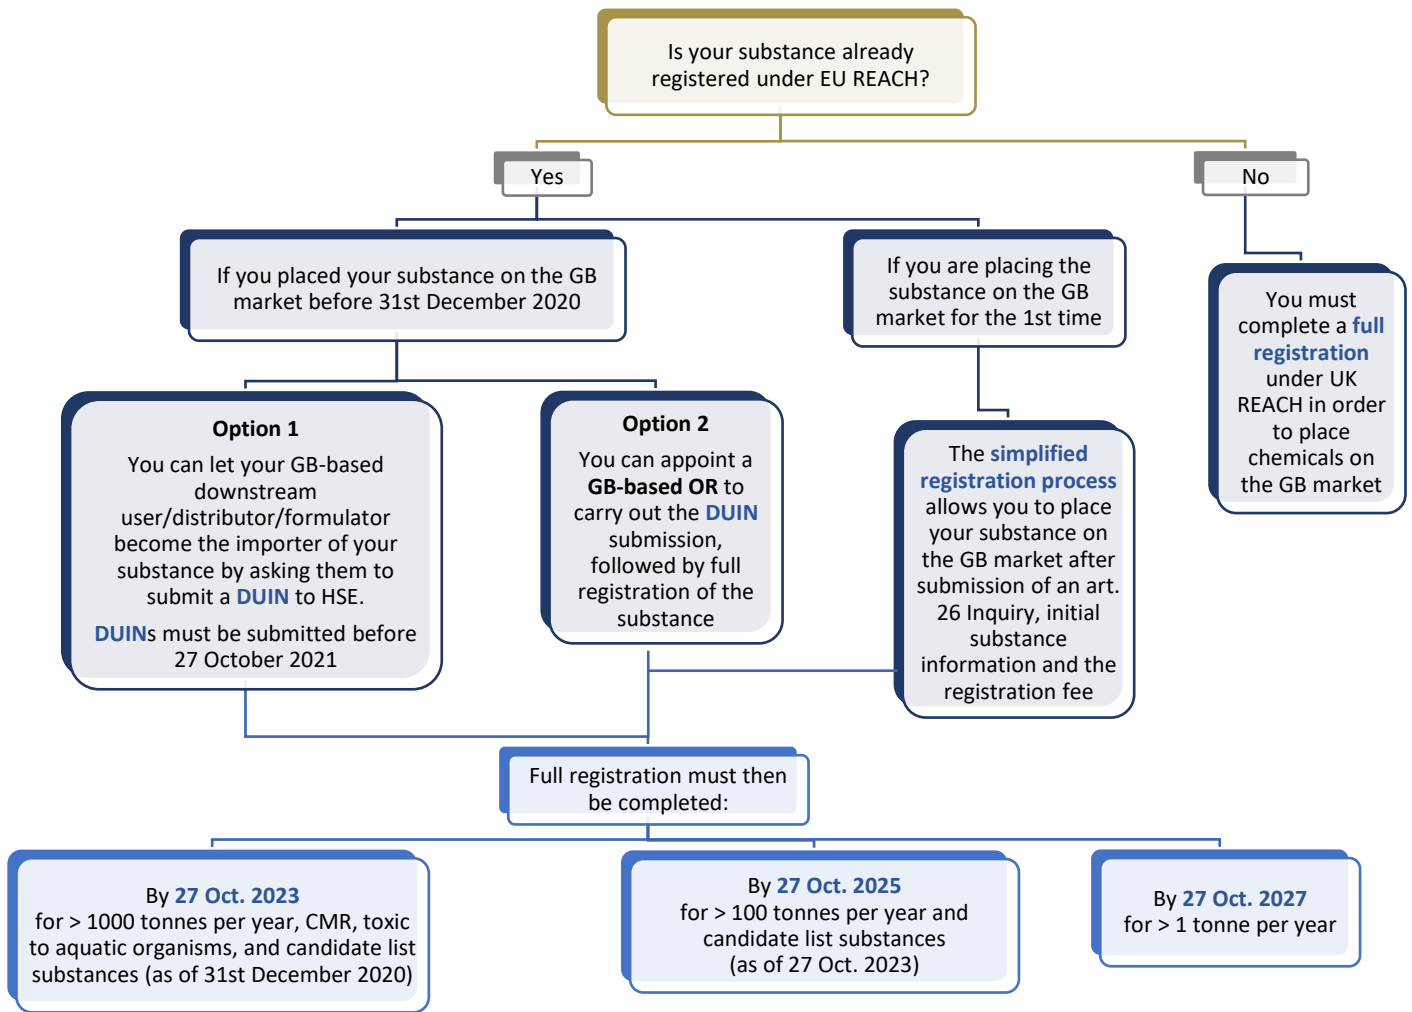 Is your substance already
registered under EU REACH?
Yes
No
If you placed your substance on the GB
market before 31st December 2020
If you are placing the
substance on the GB
market for the 1st time
You must
complete a full
registration
under UK
REACH in order
to place
chemicals on
the GB market
Option 1
You can let your GB-based
downstream
user/distributor/formulator
become the importer of your
substance by asking them to
submit a DUIN to HSE.
DUINs must be submitted before
27 October 2021
Option 2
You can appoint a
GB-based OR to
carry out the DUIN
submission,
followed by full
registration of the
substance
The simplified
registration process
allows you to place
your substance on
the GB market after
submission of an art.
26 Inquiry, initial
substance
information and the
registration fee
Full registration must then
be completed:
By 27 Oct. 2023
for > 1000 tonnes per year, CMR, toxic
to aquatic organisms, and candidate list
substances (as of 31st December 2020)
By 27 Oct. 2025
for > 100 tonnes per year and
candidate list substances
(as of 27 Oct. 2023)
By 27 Oct. 2027
for > 1 tonne per year